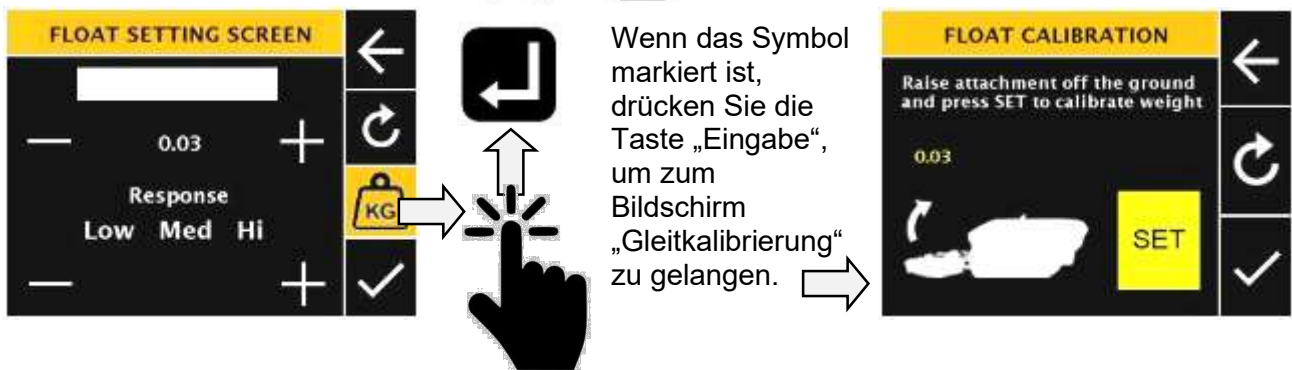 FLOAT SETTING SCREEN
0.03
Response
Low Med Hi
KG
Wenn das Symbol
markiert ist,
drücken Sie die
Taste „Eingabe“,
um zum
Bildschirm
„Gleitkalibrierung“
zu gelangen.
FLOAT CALIBRATION
Raise attachment off the ground
and press SET to calibrate weight
0.03
SET